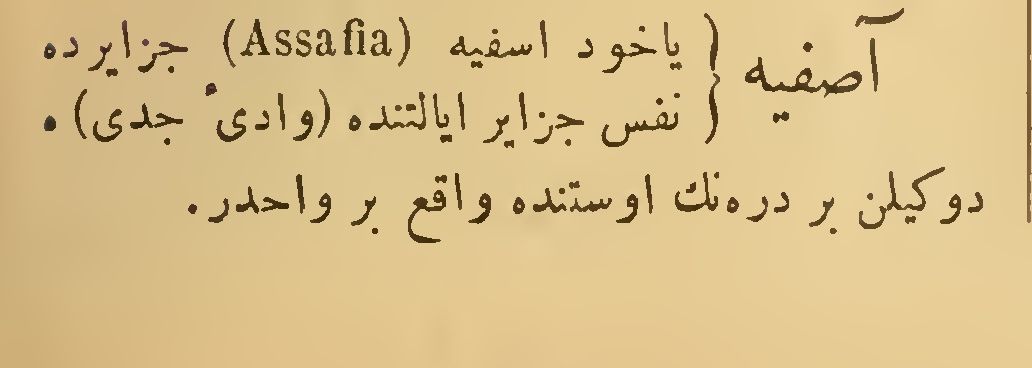 آصفیه { یاخود اسفیه (Assafia) جزایرده
نفس جزایر ایالتنده (وادیٔ جدی) ه
دوکیلن بر دره‌نك اوستنده واقع بر واحدر.